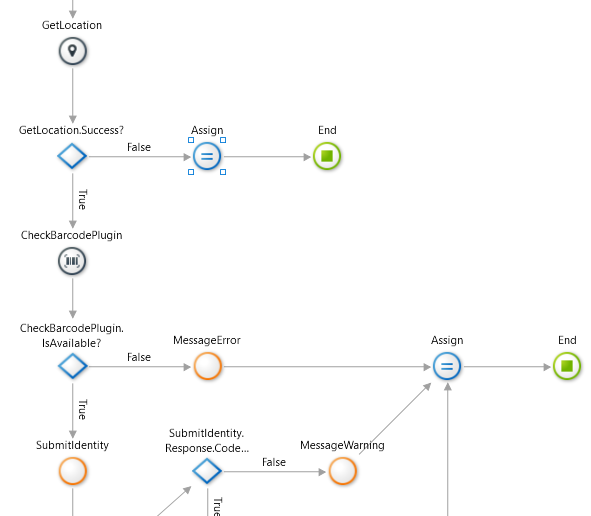 GetLocation
GetLocation.Success?
False
Assign
End
True
CheckBarcodePlugin
CheckBarcodePlugin.
IsAvailable?
False
MessageError
Assign
End
True
SubmitIdentity
SubmitIdentity.
Response.Code...
False
MessageWarning
True